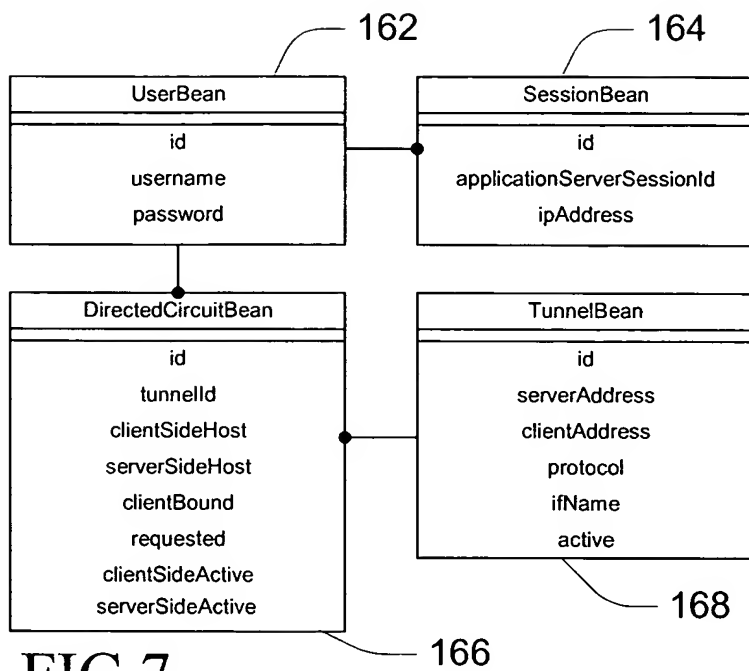 162
164
UserBean
id
username
password
SessionBean
id
applicationServerSessionId
ipAddress
DirectedCircuitBean
id
tunnelId
clientSideHost
serverSideHost
clientBound
requested
clientSideActive
serverSideActive
TunnelBean
id
serverAddress
clientAddress
protocol
ifName
active
168
166
FIG 7